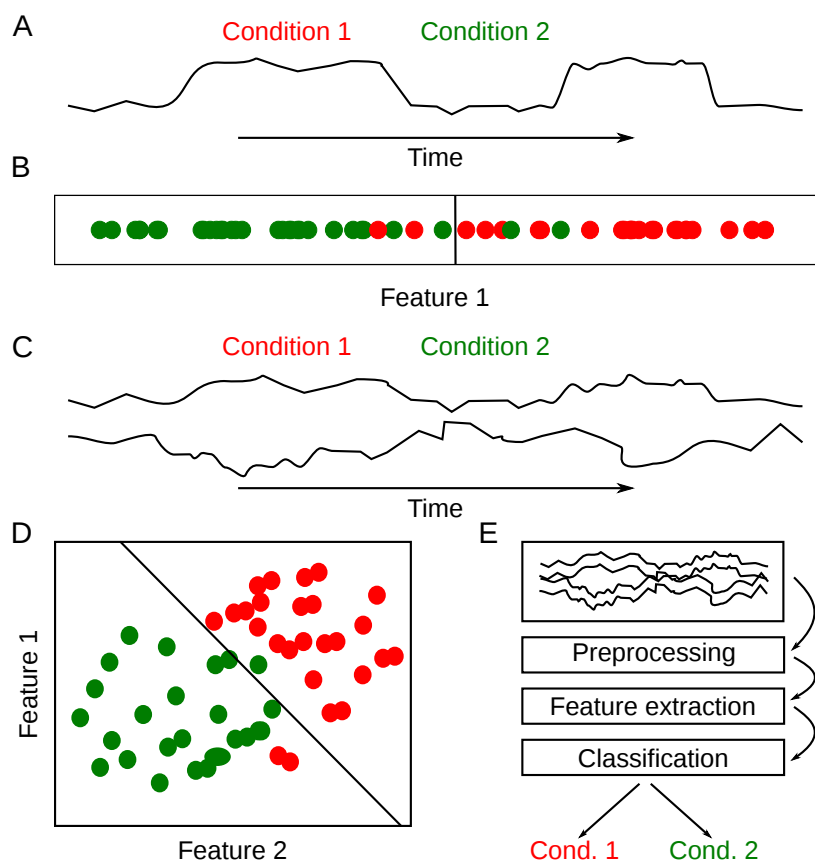 A
Condition 1 Condition 2
Time
B
Feature 1
C
Condition 1 Condition 2
Time
D
Feature 1
Feature 2
E
Preprocessing
Feature extraction
Classification
Cond. 1 Cond. 2